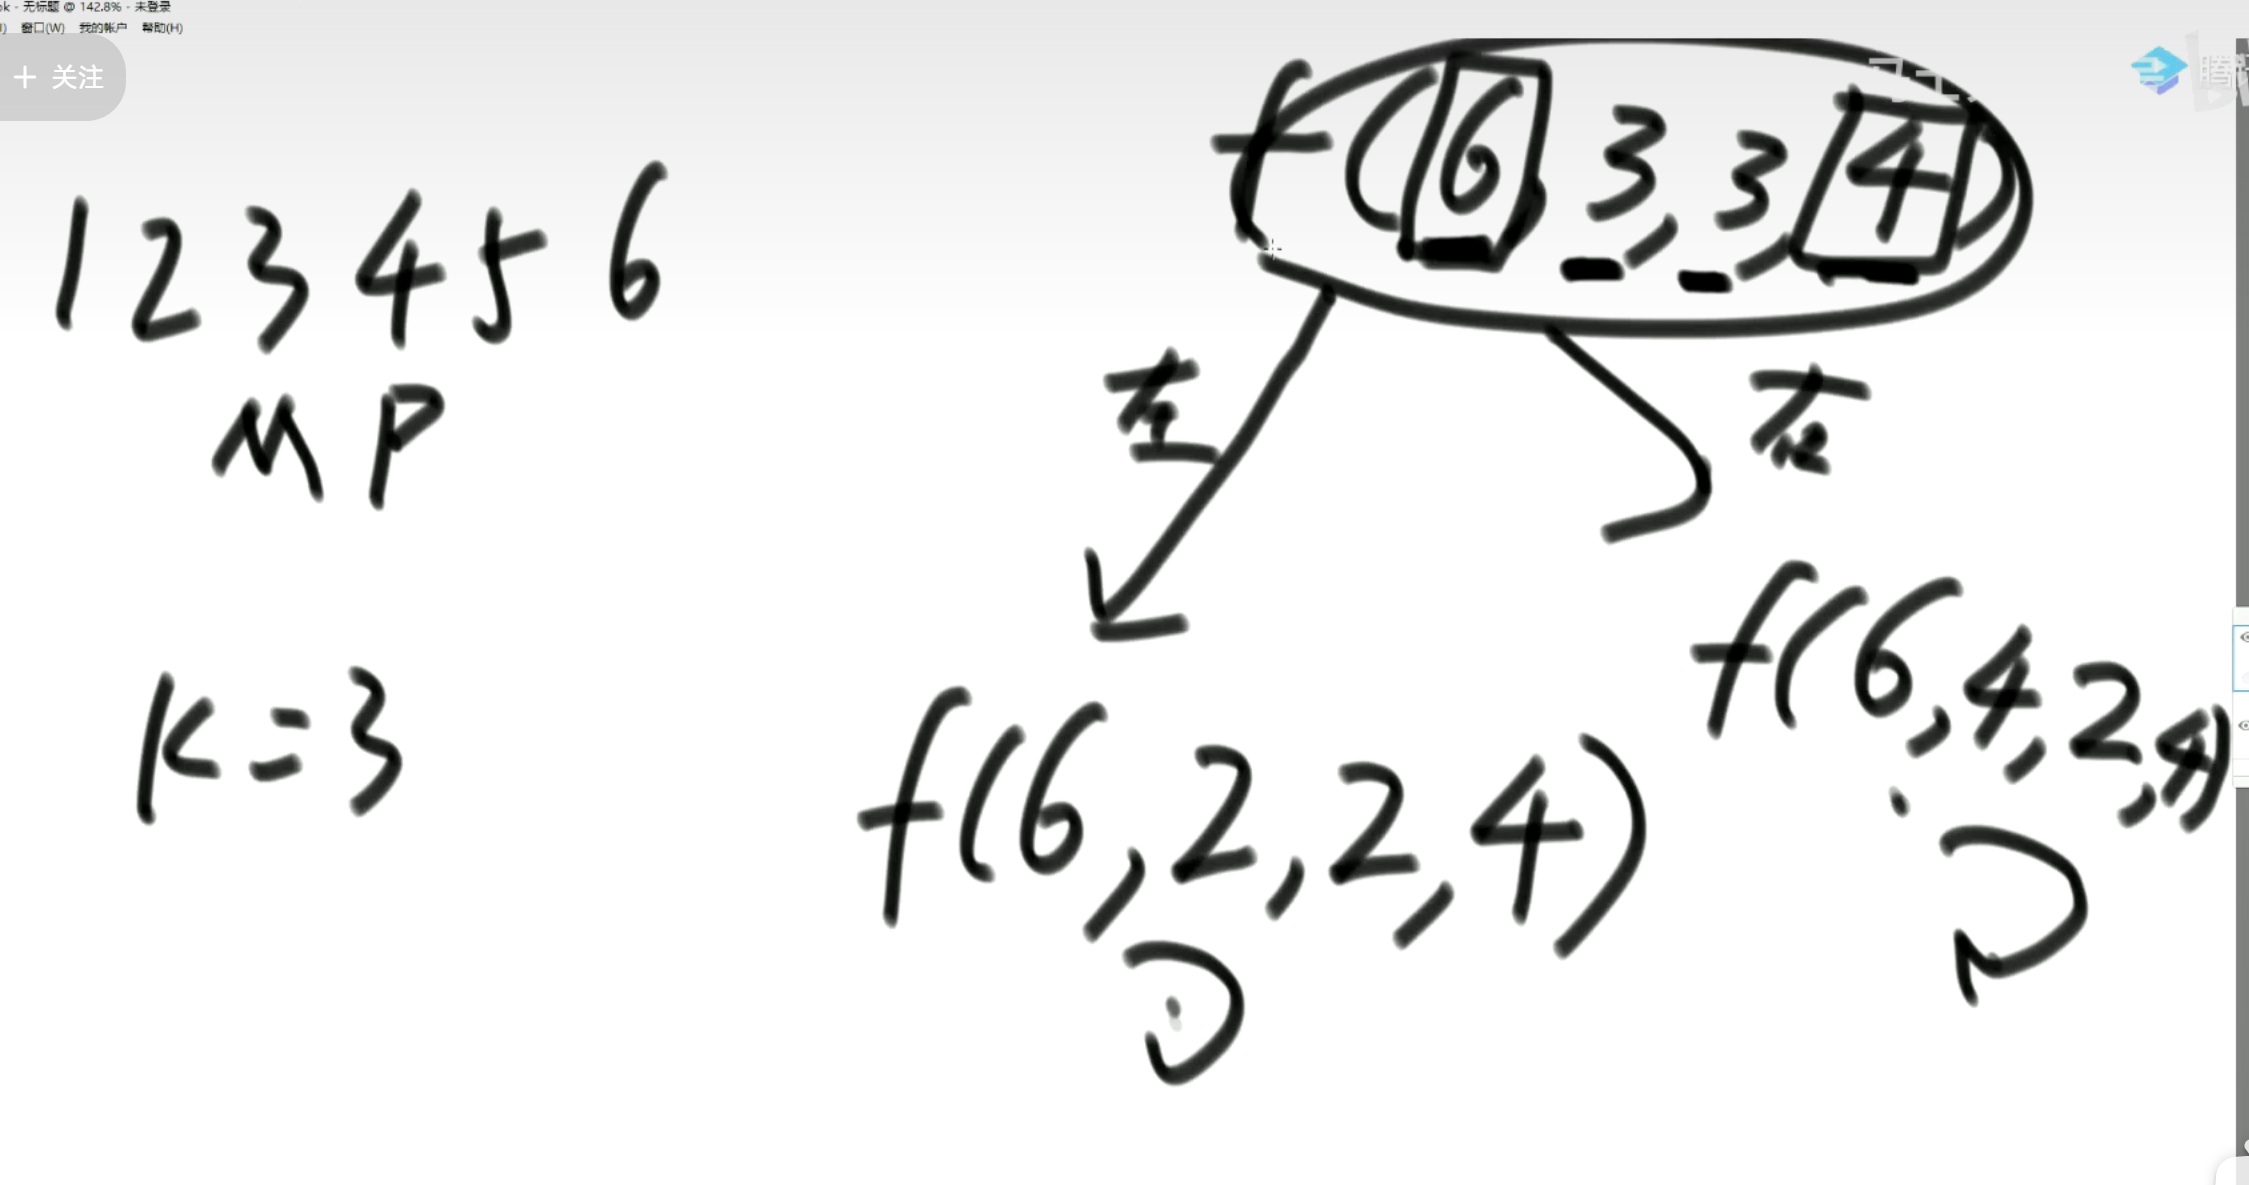 无标题 @ 142.8% - 未登录
窗口(W) 我的帐户 帮助(H)
+ 关注
f(6,3,3,4)
1 2 3 4 5 6
M P
左 右
k=3
f(6,2,2,4)
f(6,4,2,4)